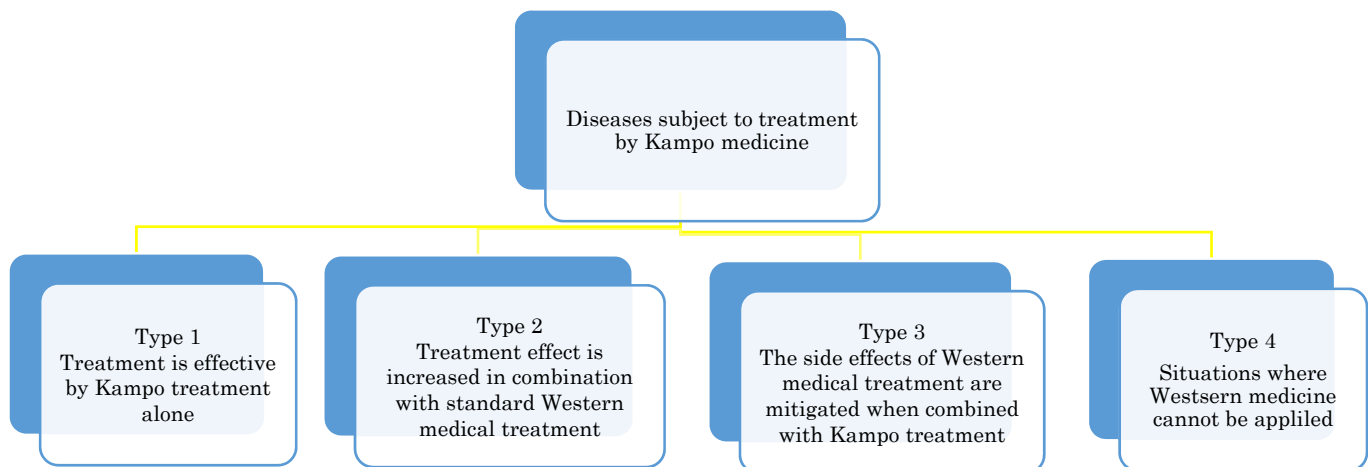 Diseases subject to treatment
by Kampo medicine
Type 1
Treatment is effective
by Kampo treatment
alone
Type 2
Treatment effect is
increased in combination
with standard Western
medical treatment
Type 3
The side effects of Western
medical treatment are
mitigated when combined
with Kampo treatment
Type 4
Situations where
Westsern medicine
cannot be appliled